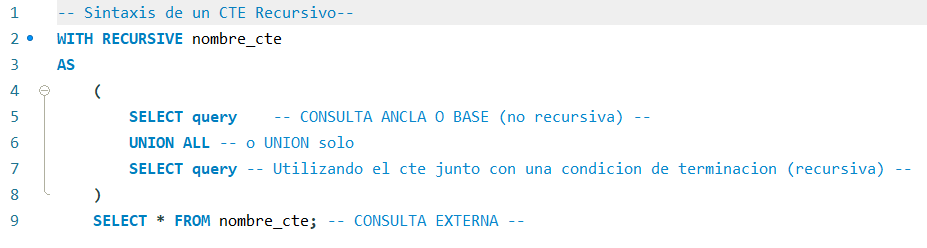 1 -- Sintaxis de un CTE Recursivo--
2 WITH RECURSIVE nombre_cte
3 AS
4 (
5 SELECT query -- CONSULTA ANCLA O BASE (no recursiva) --
6 UNION ALL -- o UNION solo
7 SELECT query -- Utilizando el cte junto con una condicion de terminacion (recursiva) --
8 )
9 SELECT * FROM nombre_cte; -- CONSULTA EXTERNA --